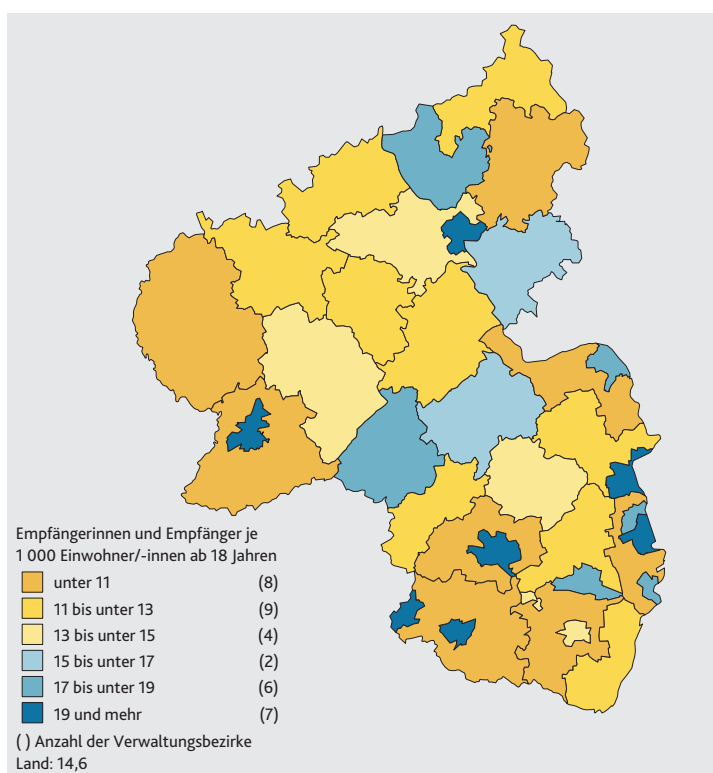 Empfängerinnen und Empfänger je
1 000 Einwohner/-innen ab 18 Jahren
unter 11 (8)
11 bis unter 13 (9)
13 bis unter 15 (4)
15 bis unter 17 (2)
17 bis unter 19 (6)
19 und mehr (7)
( ) Anzahl der Verwaltungsbezirke
Land: 14,6